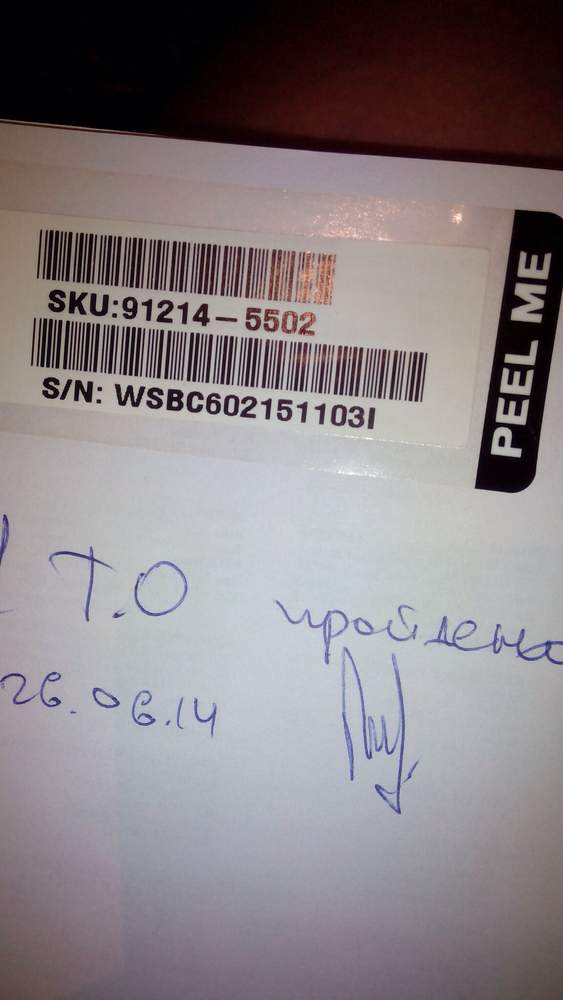 SKU:91214-5502
S/N: WSBC602151103I
PEEL ME
Т.О пройдено
26.06.14